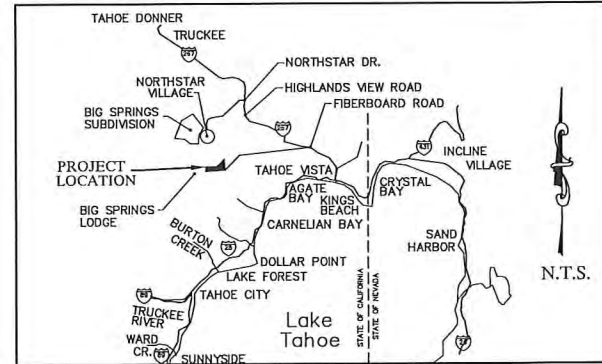 TAHOE DONNER
TRUCKEE
267
NORTHSTAR DR.
NORTHSTAR
VILLAGE
HIGHLANDS VIEW ROAD
FIBERBOARD ROAD
BIG SPRINGS
SUBDIVISION
267
431
INCLINE
VILLAGE
PROJECT
LOCATION
TAHOE VISTA
BIG SPRINGS
LODGE
AGATE
BAY
KINGS
BEACH
CRYSTAL
BAY
CARNELIAN BAY
BURTON
CREEK
28
SAND
HARBOR
DOLLAR POINT
LAKE FOREST
TAHOE CITY
89
TRUCKEE
RIVER
WARD
CR.
89
SUNNYSIDE
Lake
Tahoe
STATE OF CALIFORNIA
STATE OF NEVADA
28
N.T.S.